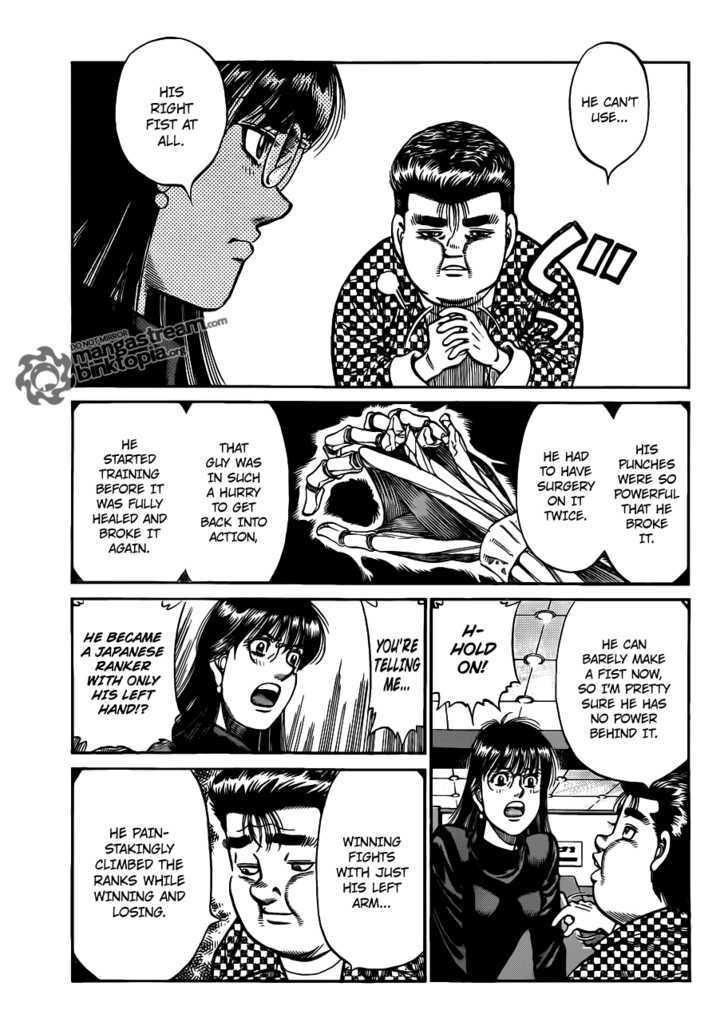 HE CAN'T
USE...
HIS
RIGHT
FIST AT
ALL.
DO NOT MIRROR
mangastream.com
binktopia.org
HIS
PUNCHES
WERE SO
POWERFUL
THAT HE
BROKE
IT.
HE HAD
TO HAVE
SURGERY
ON IT
TWICE.
THAT
GUY WAS
IN SUCH
A HURRY
TO GET
BACK INTO
ACTION,
HE
STARTED
TRAINING
BEFORE IT
WAS FULLY
HEALED AND
BROKE IT
AGAIN.
HE CAN
BARELY MAKE
A FIST NOW,
SO I'M PRETTY
SURE HE HAS
NO POWER
BEHIND IT.
H-
HOLD
ON!
YOU'RE
TELLING
ME...
HE BECAME
A JAPANESE
RANKER
WITH ONLY
HIS LEFT
HAND!?
WINNING
FIGHTS
WITH JUST
HIS LEFT
ARM...
HE PAIN-
STAKINGLY
CLIMBED THE
RANKS WHILE
WINNING AND
LOSING.